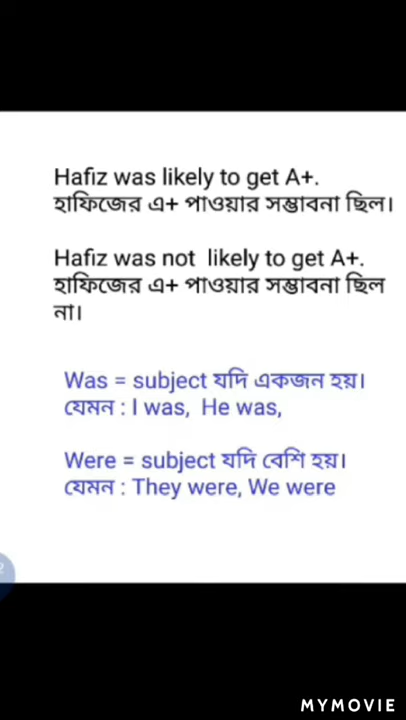 Hafiz was likely to get A+.
হাফিজের এ+ পাওয়ার সম্ভাবনা ছিল।
Hafiz was not  likely to get A+.
হাফিজের এ+ পাওয়ার সম্ভাবনা ছিল
না।
Was = subject যদি একজন হয়।
যেমন : I was,  He was,
Were = subject যদি বেশি হয়।
যেমন : They were, We were
MYMOVIE